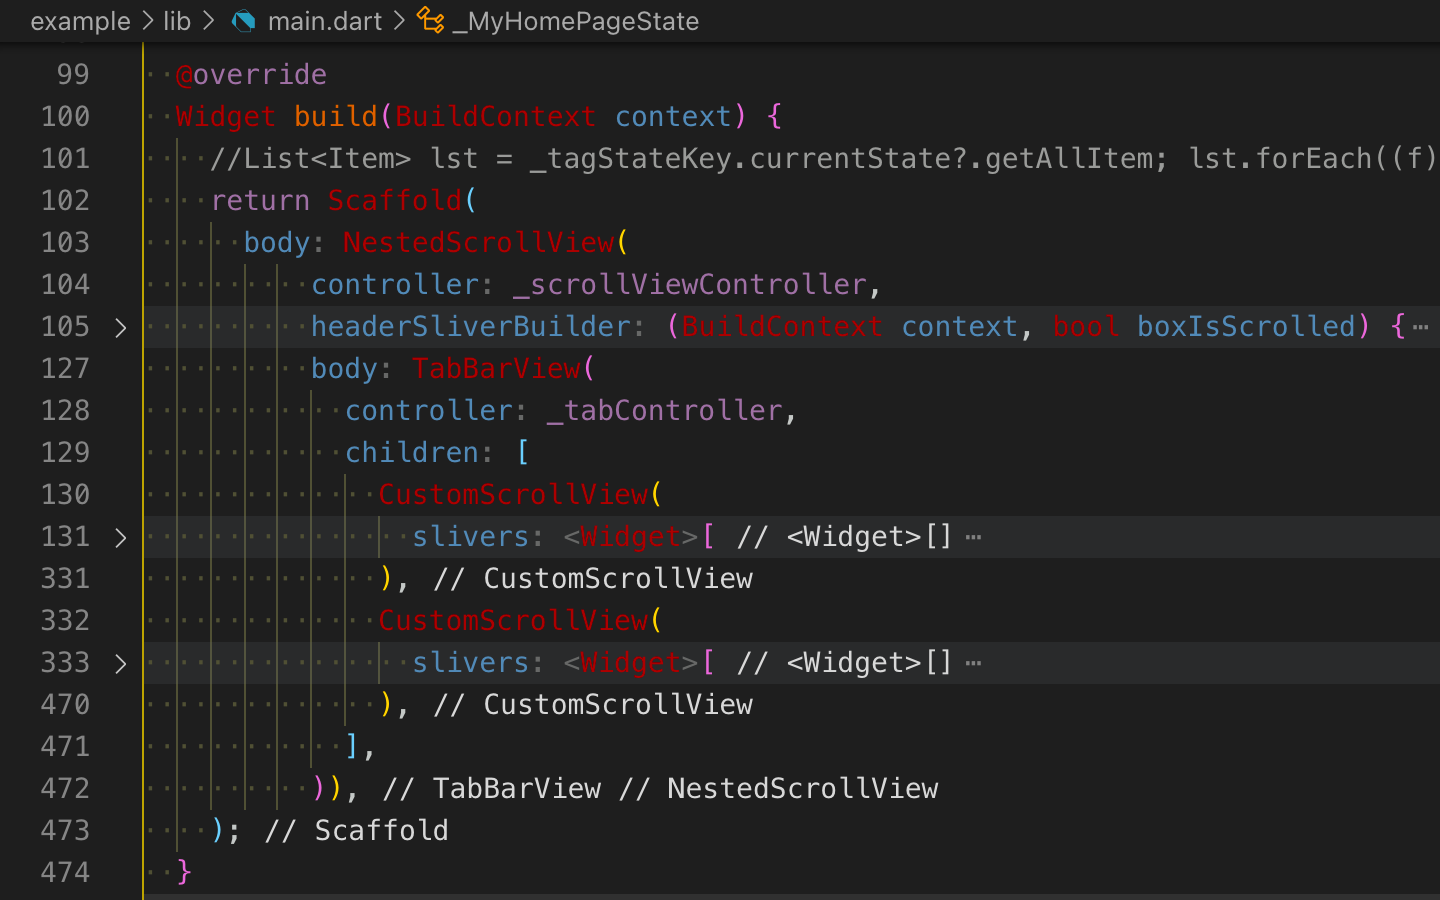 example > lib > main.dart > _MyHomePageState
99 @override
100 Widget build(BuildContext context) {
101 //List<Item> lst = _tagStateKey.currentState?.getAllItem; lst.forEach((f)
102 return Scaffold(
103 body: NestedScrollView(
104 controller: _scrollViewController,
105 headerSliverBuilder: (BuildContext context, bool boxIsScrolled) {…
127 body: TabBarView(
128 controller: _tabController,
129 children: [
130 CustomScrollView(
131 slivers: <Widget>[ // <Widget>[] …
331 ), // CustomScrollView
332 CustomScrollView(
333 slivers: <Widget>[ // <Widget>[] …
470 ), // CustomScrollView
471 ],
472 )), // TabBarView // NestedScrollView
473 ); // Scaffold
474 }